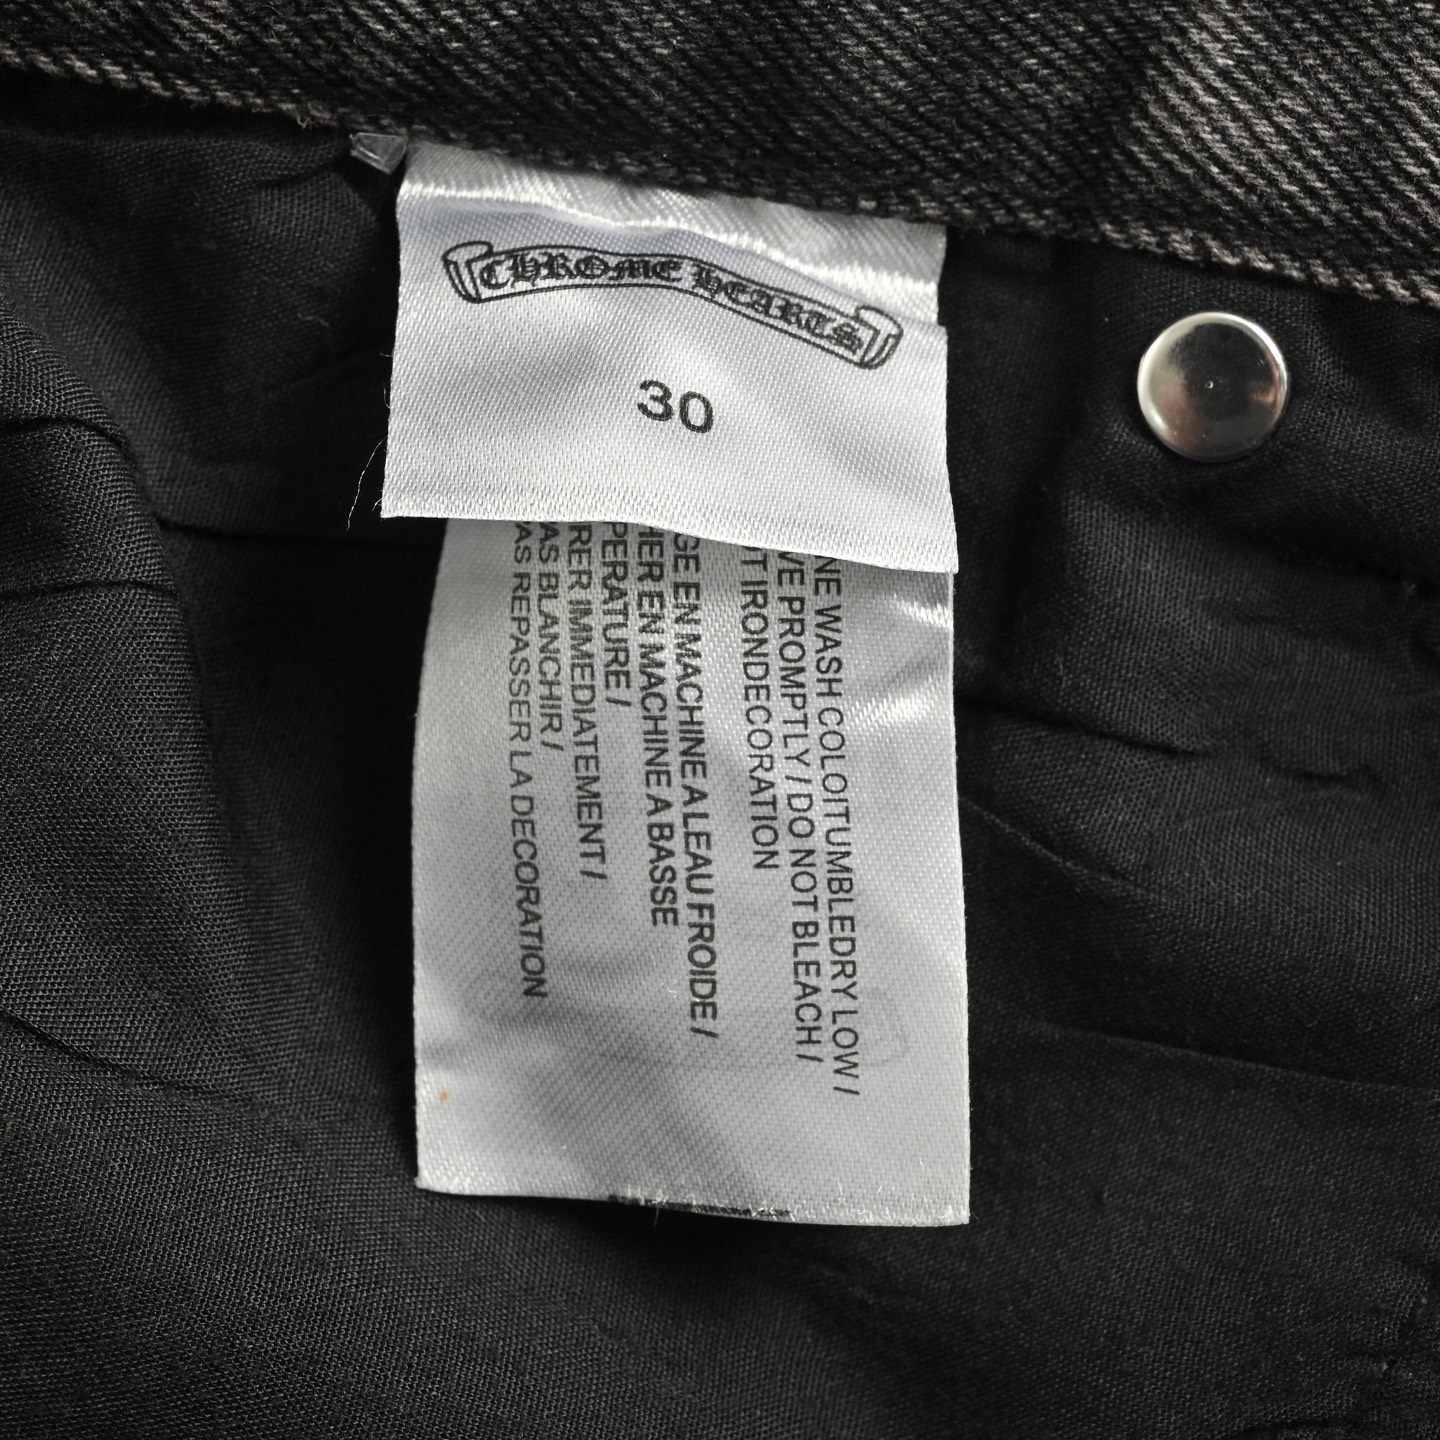 CHROME HEARTS
30
NE WASH COLOITUMBLEDRY LOW /
VE PROMPTLY / DO NOT BLEACH /
OT IRONDECORATION
GE EN MACHINE A LEAU FROIDE /
HER EN MACHINE A BASSE
PERATURE /
RER IMMEDIATEMENT /
AS BLANCHIR /
AS REPASSER LA DECORATION